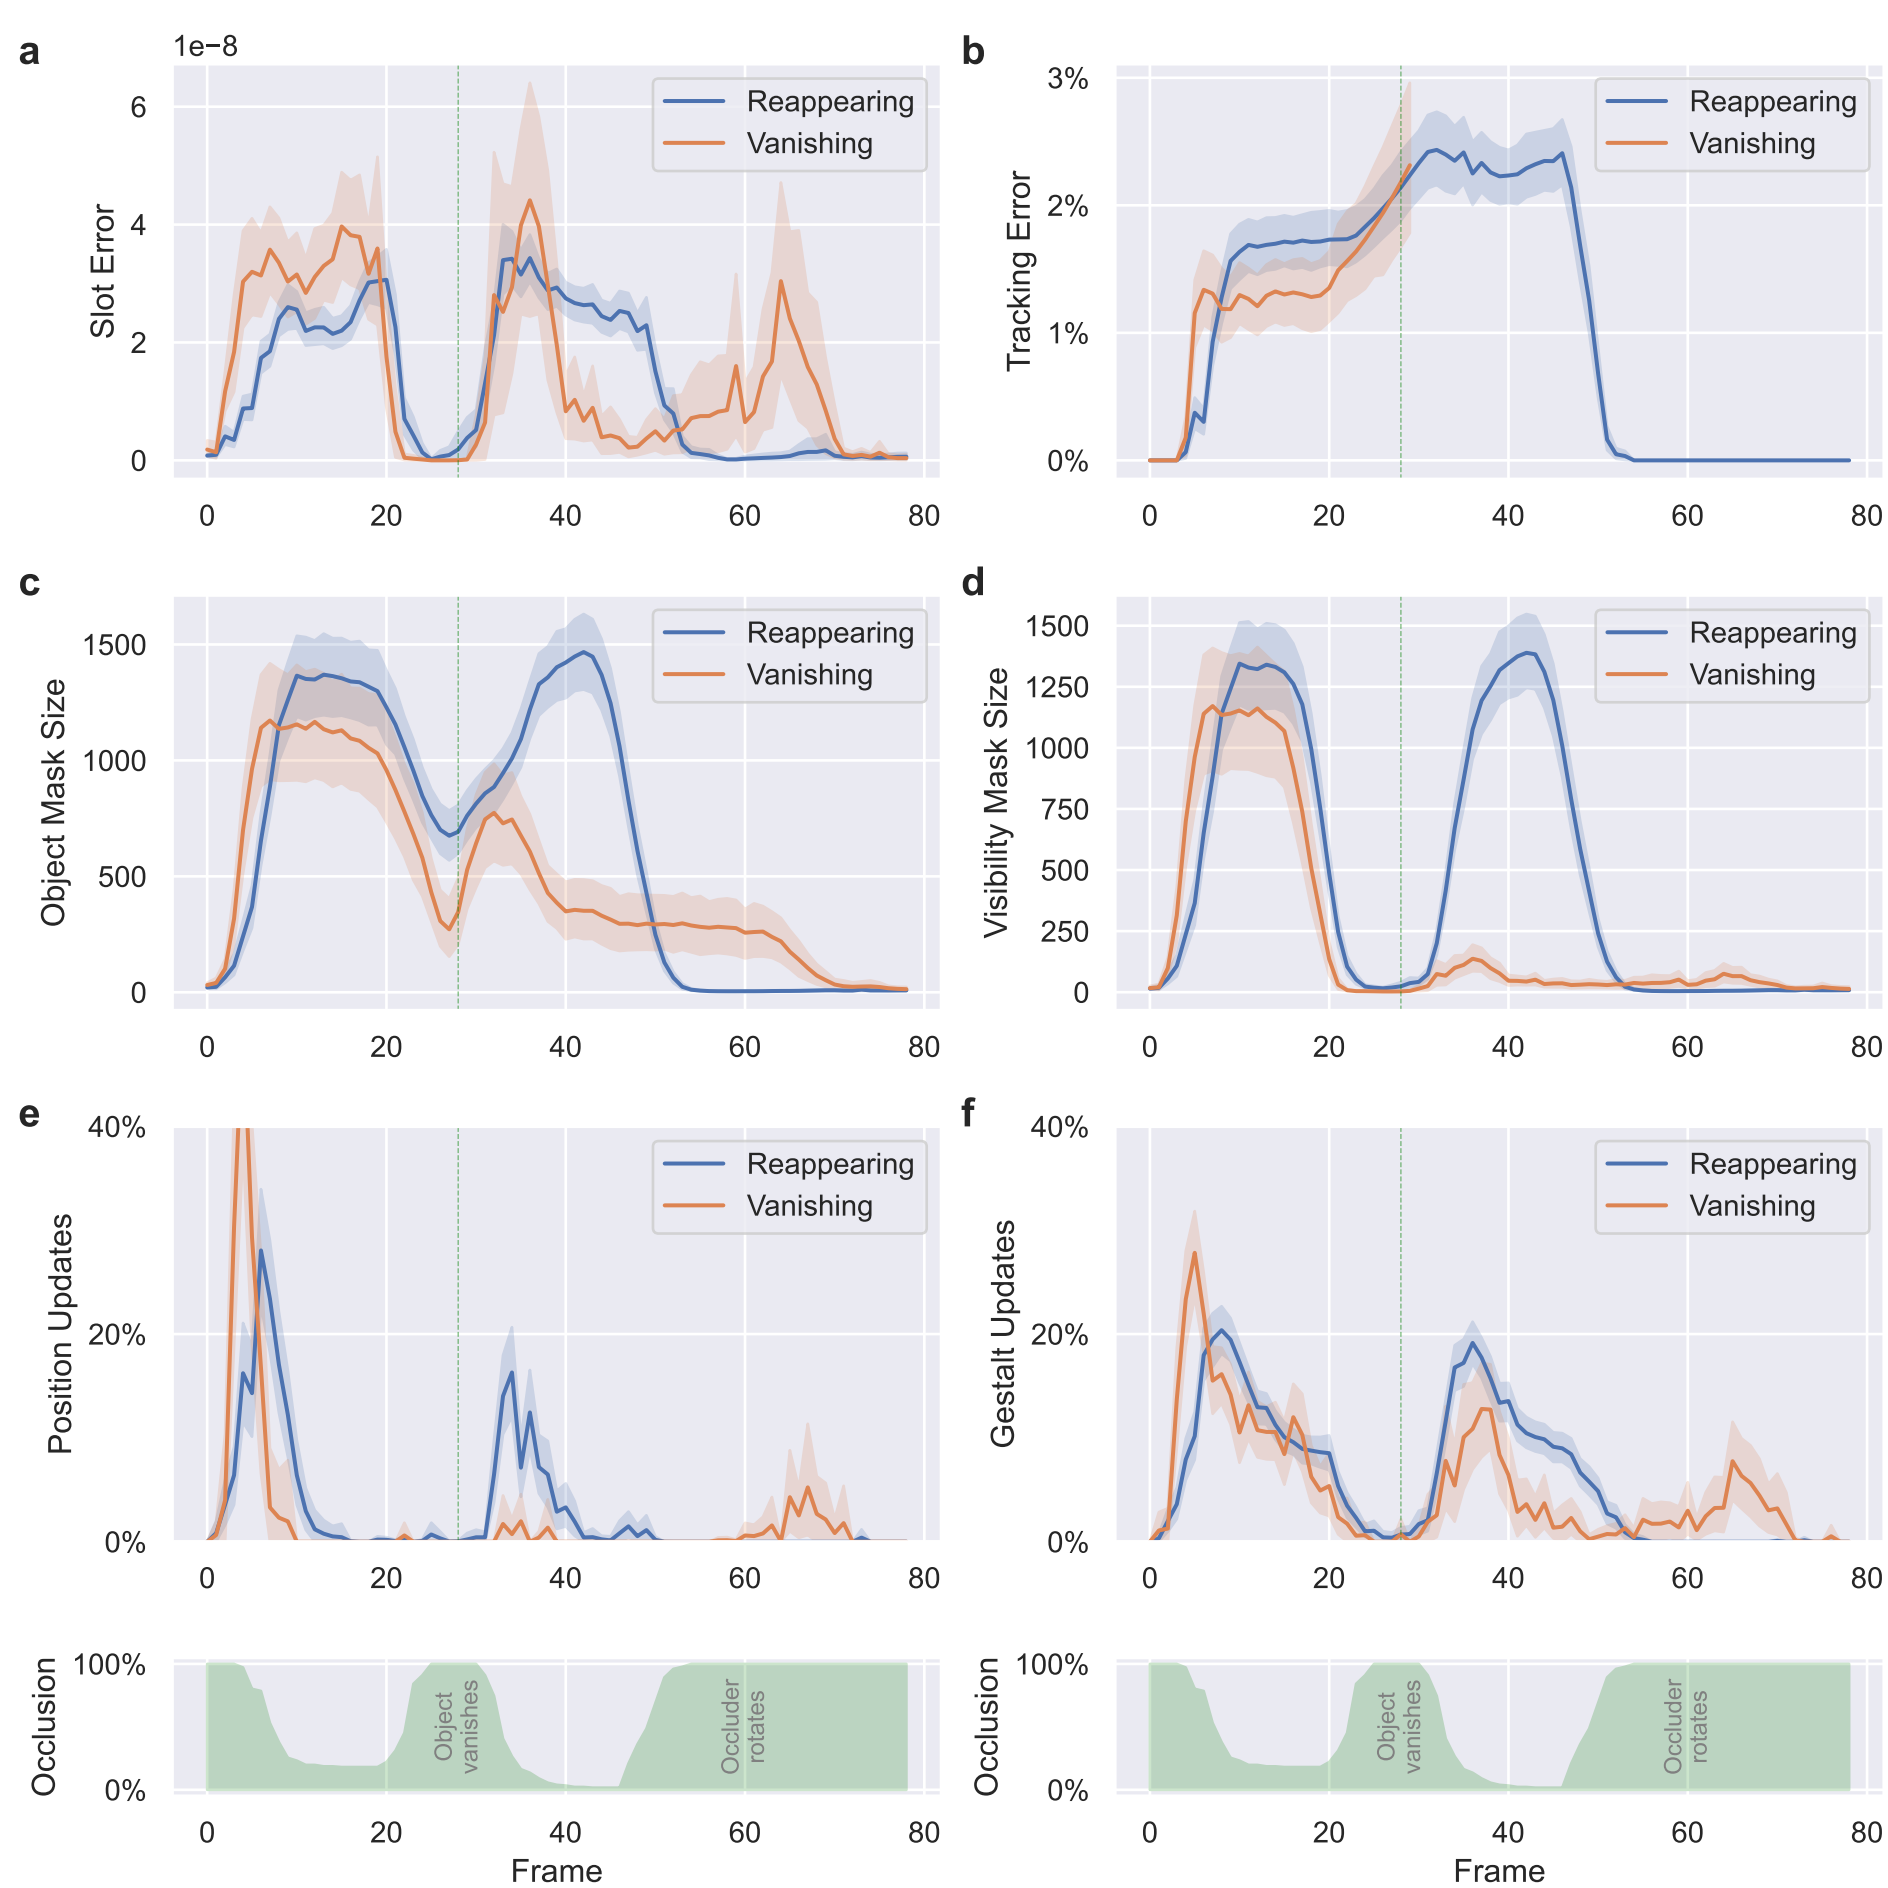 a
1e−8
Slot Error
6
4
2
0
Reappearing
Vanishing
0 20 40 60 80
b
Tracking Error
3%
2%
1%
0%
Reappearing
Vanishing
0 20 40 60 80
c
Object Mask Size
1500
1000
500
0
Reappearing
Vanishing
0 20 40 60 80
d
Visibility Mask Size
1500
1250
1000
750
500
250
0
Reappearing
Vanishing
0 20 40 60 80
e
Position Updates
40%
20%
0%
Reappearing
Vanishing
0 20 40 60 80
f
Gestalt Updates
40%
20%
0%
Reappearing
Vanishing
0 20 40 60 80
Occlusion
100%
0%
Object
vanishes
Occluder
rotates
0 20 40 60 80
Frame
Occlusion
100%
0%
Object
vanishes
Occluder
rotates
0 20 40 60 80
Frame